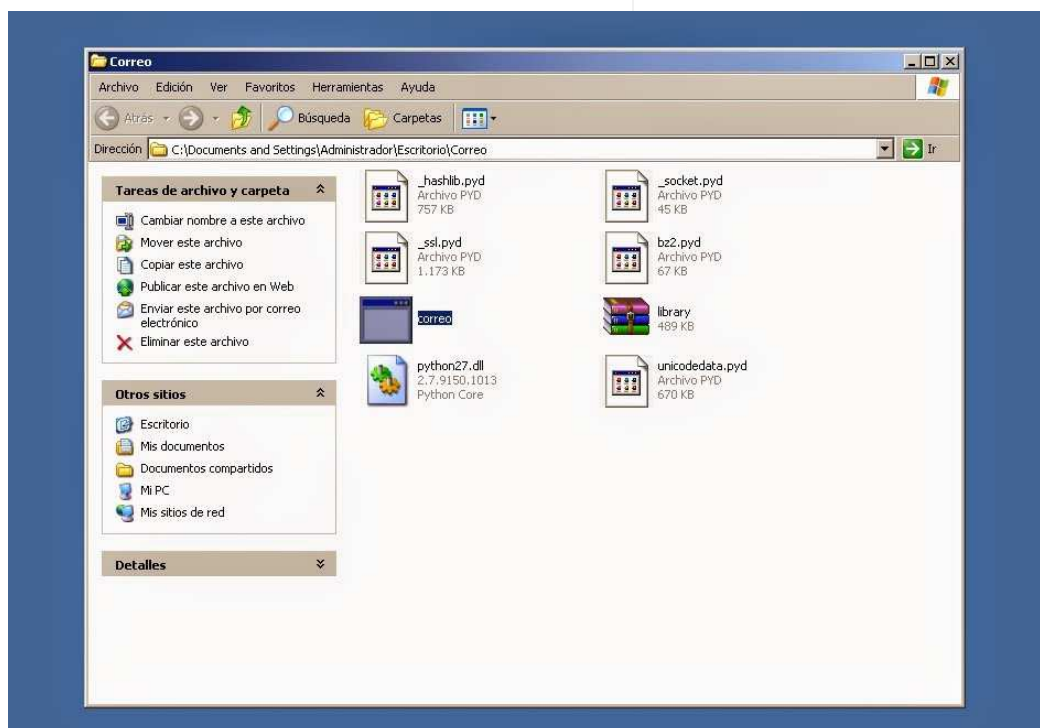 Correo
Archivo Edición Ver Favoritos Herramientas Ayuda
Atrás Búsqueda Carpetas
Dirección C:\Documents and Settings\Administrador\Escritorio\Correo Ir
Tareas de archivo y carpeta
Cambiar nombre a este archivo
Mover este archivo
Copiar este archivo
Publicar este archivo en Web
Enviar este archivo por correo
electrónico
Eliminar este archivo
Otros sitios
Escritorio
Mis documentos
Documentos compartidos
Mi PC
Mis sitios de red
Detalles
_hashlib.pyd
Archivo PYD
757 KB
_socket.pyd
Archivo PYD
45 KB
_ssl.pyd
Archivo PYD
1.173 KB
bz2.pyd
Archivo PYD
67 KB
correo
library
489 KB
python27.dll
2.7.9150.1013
Python Core
unicodedata.pyd
Archivo PYD
670 KB